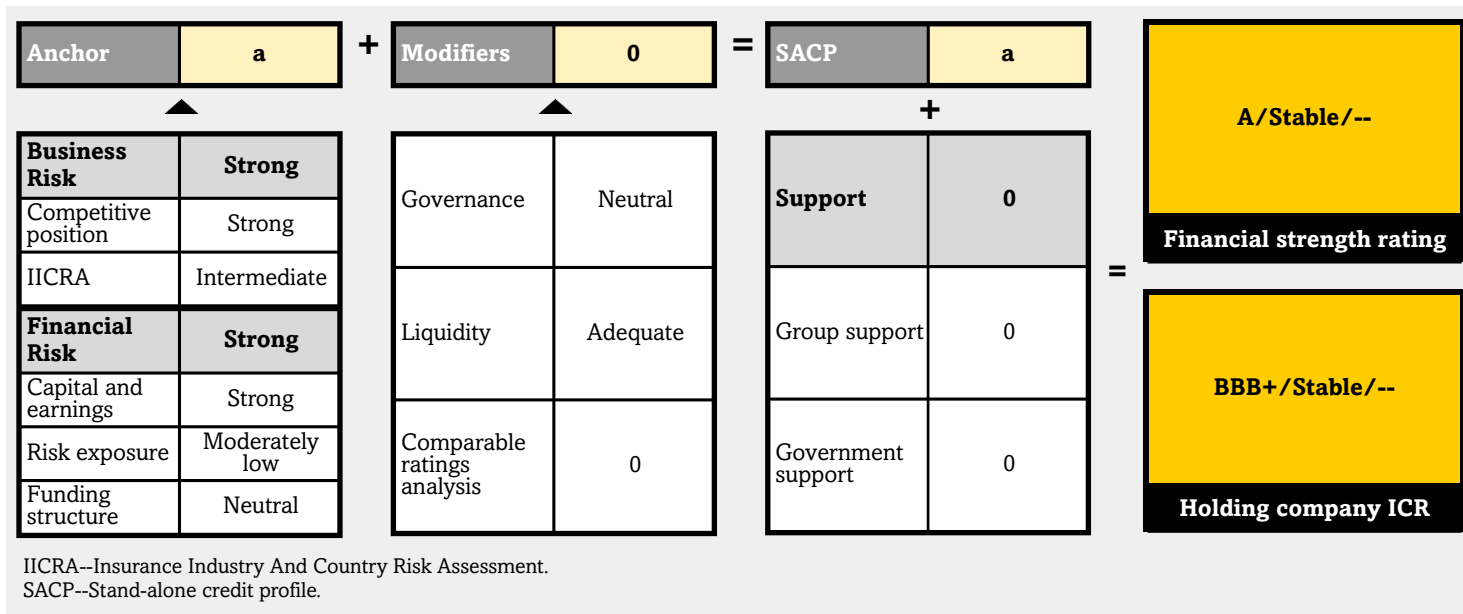 Anchor a + Modifiers 0 = SACP a
+
Business
Risk
Strong
Competitive
position
Strong
IICRA
Intermediate
Financial
Risk
Strong
Capital and
earnings
Strong
Risk exposure
Moderately
low
Funding
structure
Neutral
Governance
Neutral
Liquidity
Adequate
Comparable
ratings
analysis
0
Support
0
Group support
0
Government
support
0
=
A/Stable/--
Financial strength rating
BBB+/Stable/--
Holding company ICR
IICRA--Insurance Industry And Country Risk Assessment.
SACP--Stand-alone credit profile.